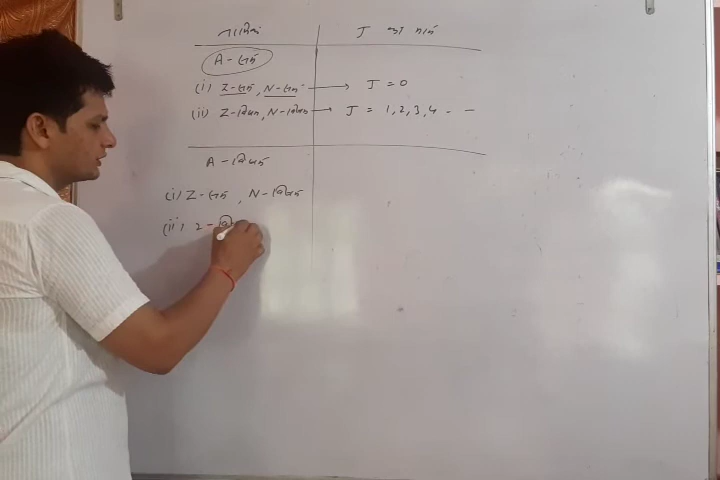 नाभिक J का मान
A - सम
(i) Z-सम, N-सम → J = 0
(ii) Z-विषम, N-विषम → J = 1, 2, 3, 4 - -
A - विषम
(i) Z-सम, N-विषम
(ii) Z - वि